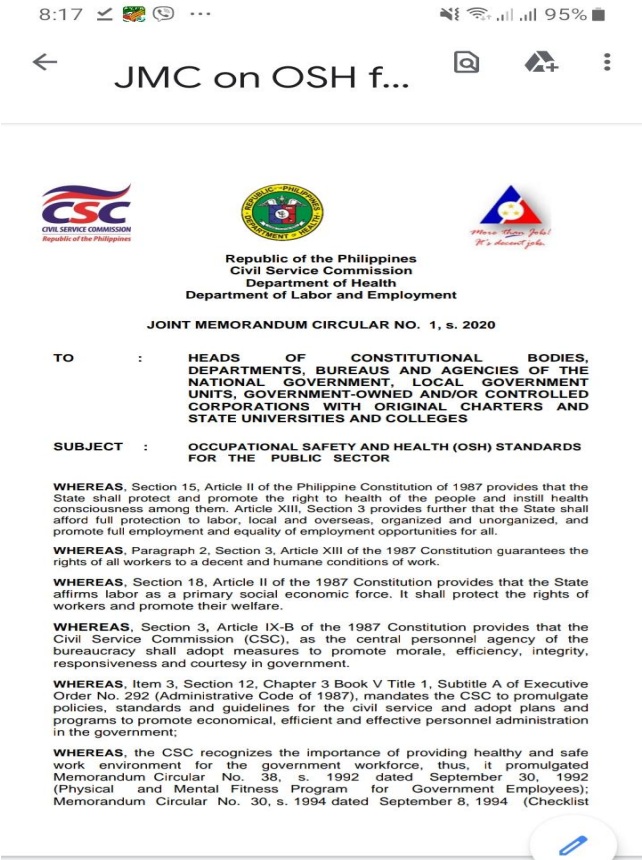 8:17
95%
JMC on OSH f...
CSC
CIVIL SERVICE COMMISSION
Republic of the Philippines
REPUBLIC OF THE PHILIPPINES
DEPARTMENT OF HEALTH
More than Jobs!
It's decent jobs.
Republic of the Philippines
Civil Service Commission
Department of Health
Department of Labor and Employment
JOINT MEMORANDUM CIRCULAR NO. 1, s. 2020
TO : HEADS OF CONSTITUTIONAL BODIES,
DEPARTMENTS, BUREAUS AND AGENCIES OF THE
NATIONAL GOVERNMENT, LOCAL GOVERNMENT
UNITS, GOVERNMENT-OWNED AND/OR CONTROLLED
CORPORATIONS WITH ORIGINAL CHARTERS AND
STATE UNIVERSITIES AND COLLEGES
SUBJECT : OCCUPATIONAL SAFETY AND HEALTH (OSH) STANDARDS
FOR THE PUBLIC SECTOR
WHEREAS, Section 15, Article II of the Philippine Constitution of 1987 provides that the
State shall protect and promote the right to health of the people and instill health
consciousness among them. Article XIII, Section 3 provides further that the State shall
afford full protection to labor, local and overseas, organized and unorganized, and
promote full employment and equality of employment opportunities for all.
WHEREAS, Paragraph 2, Section 3, Article XIII of the 1987 Constitution guarantees the
rights of all workers to a decent and humane conditions of work.
WHEREAS, Section 18, Article II of the 1987 Constitution provides that the State
affirms labor as a primary social economic force. It shall protect the rights of
workers and promote their welfare.
WHEREAS, Section 3, Article IX-B of the 1987 Constitution provides that the
Civil Service Commission (CSC), as the central personnel agency of the
bureaucracy shall adopt measures to promote morale, efficiency, integrity,
responsiveness and courtesy in government.
WHEREAS, Item 3, Section 12, Chapter 3 Book V Title 1, Subtitle A of Executive
Order No. 292 (Administrative Code of 1987), mandates the CSC to promulgate
policies, standards and guidelines for the civil service and adopt plans and
programs to promote economical, efficient and effective personnel administration
in the government;
WHEREAS, the CSC recognizes the importance of providing healthy and safe
work environment for the government workforce, thus, it promulgated
Memorandum Circular No. 38, s. 1992 dated September 30, 1992
(Physical and Mental Fitness Program for Government Employees);
Memorandum Circular No. 30, s. 1994 dated September 8, 1994 (Checklist